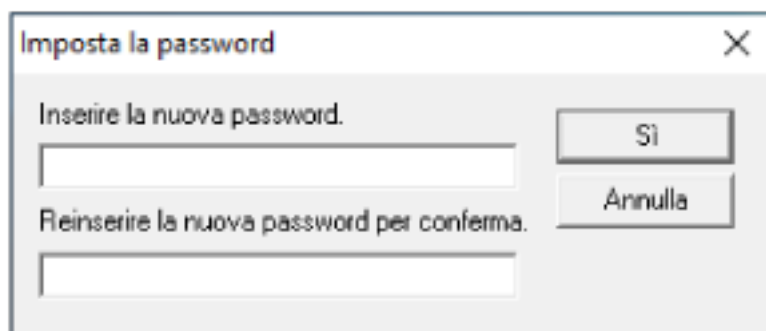 Imposta la password
Inserire la nuova password.
Sì
Annulla
Reinserire la nuova password per conferma.